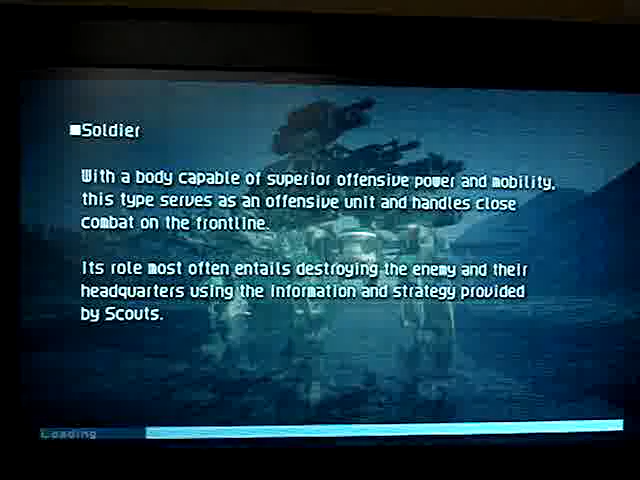 ■Soldier
With a body capable of superior offensive power and mobility,
this type serves as an offensive unit and handles close
combat on the frontline.
Its role most often entails destroying the enemy and their
headquarters using the information and strategy provided
by Scouts.
Loading